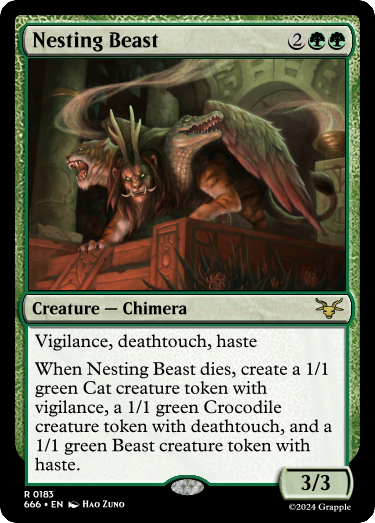 Nesting Beast 2
Creature — Chimera
Vigilance, deathtouch, haste
When Nesting Beast dies, create a 1/1
green Cat creature token with
vigilance, a 1/1 green Crocodile
creature token with deathtouch, and a
1/1 green Beast creature token with
haste.
3/3
R 0183
666 • EN Hao Zuno
©2024 Grapple